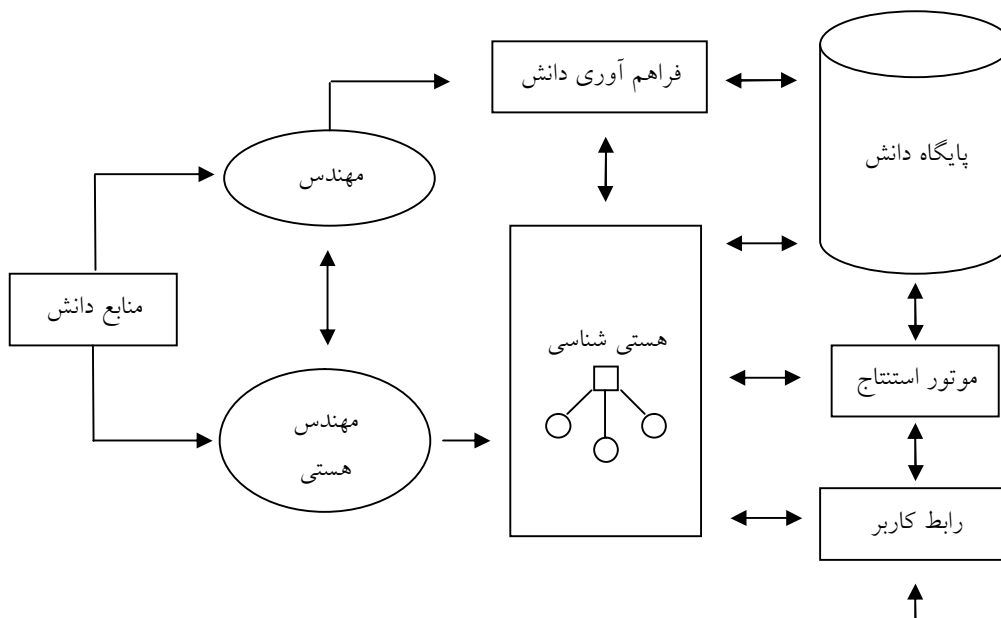 فراهم آوری دانش
پایگاه دانش
مهندس
منابع دانش
هستی شناسی
موتور استنتاج
مهندس
هستی
رابط کاربر